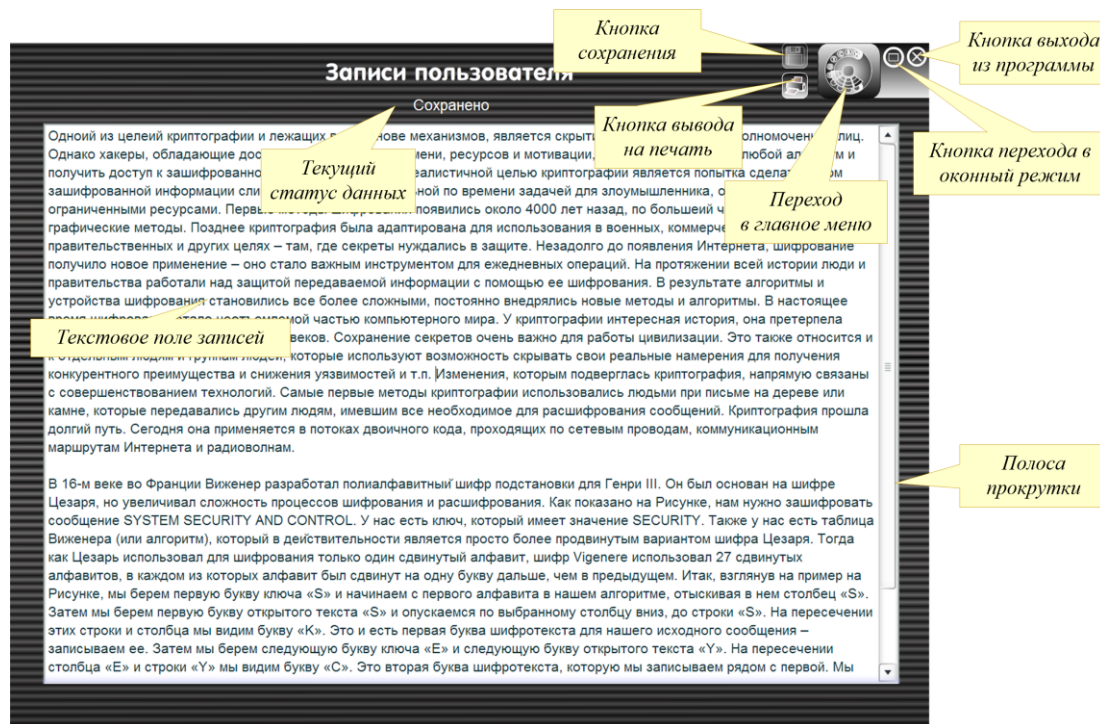 Кнопка
сохранения
Кнопка выхода
из программы
Записи пользователя
Сохранено
Кнопка вывода
на печать
Кнопка перехода в
оконный режим
Текущий
статус данных
Переход
в главное меню
Текстовое поле записей
Полоса
прокрутки
Одноий из целеий криптографии и лежащих в механизмов, является лиц.
Однако хакеры, обладающие ресурсов и мотивации, любой и
получить доступ к целью криптографии является попытка
зашифрованной информации по времени задачей для злоумышленника,
ограниченными ресурсами. появились около 4000 лет назад, по большеий
графические методы. Позднее криптография была адаптирована для использования в военных,
правительственных и других целях – там, где секреты нуждались в защите. Незадолго до появления Интернета, шифрование
получило новое применение – оно стало важным инструментом для ежедневных операций. На протяжении всей истории люди и
правительства работали над защитой передаваемой информации с помощью ее шифрования. В результате алгоритмы и
устройства шифрования становились все более сложными, постоянно внедрялись новые методы и алгоритмы. В настоящее
частью компьютерного мира. У криптографии интересная история, она претерпела
веков. Сохранение секретов очень важно для работы цивилизации. Это также относится и
к отдельным людям и группам людей, которые используют возможность скрывать свои реальные намерения для получения
конкурентного преимущества и снижения уязвимостей и т.п. Изменения, которым подверглась криптография, напрямую связаны
с совершенствованием технологий. Самые первые методы криптографии использовались людьми при письме на дереве или
камне, которые передавались другим людям, имевшим все необходимое для расшифрования сообщений. Криптография прошла
долгий путь. Сегодня она применяется в потоках двоичного кода, проходящих по сетевым проводам, коммуникационным
маршрутам Интернета и радиоволнам.
В 16-м веке во Франции Виженер разработал полиалфавитный шифр подстановки для Генри III. Он был основан на шифре
Цезаря, но увеличивал сложность процессов шифрования и расшифрования. Как показано на Рисунке, нам нужно зашифровать
сообщение SYSTEM SECURITY AND CONTROL. У нас есть ключ, который имеет значение SECURITY. Также у нас есть таблица
Виженера (или алгоритм), который в действительности является просто более продвинутым вариантом шифра Цезаря. Тогда
как Цезарь использовал для шифрования только один сдвинутый алфавит, шифр Vigenere использовал 27 сдвинутых
алфавитов, в каждом из которых алфавит был сдвинут на одну букву дальше, чем в предыдущем. Итак, взглянув на пример на
Рисунке, мы берем первую букву ключа «S» и начинаем с первого алфавита в нашем алгоритме, отыскивая в нем столбец «S».
Затем мы берем первую букву открытого текста «S» и опускаемся по выбранному столбцу вниз, до строки «S». На пересечении
этих строки и столбца мы видим букву «K». Это и есть первая буква шифротекста для нашего исходного сообщения –
записываем ее. Затем мы берем следующую букву ключа «E» и следующую букву открытого текста «Y». На пересечении
столбца «E» и строки «Y» мы видим букву «C». Это вторая буква шифротекста, которую мы записываем рядом с первой. Мы